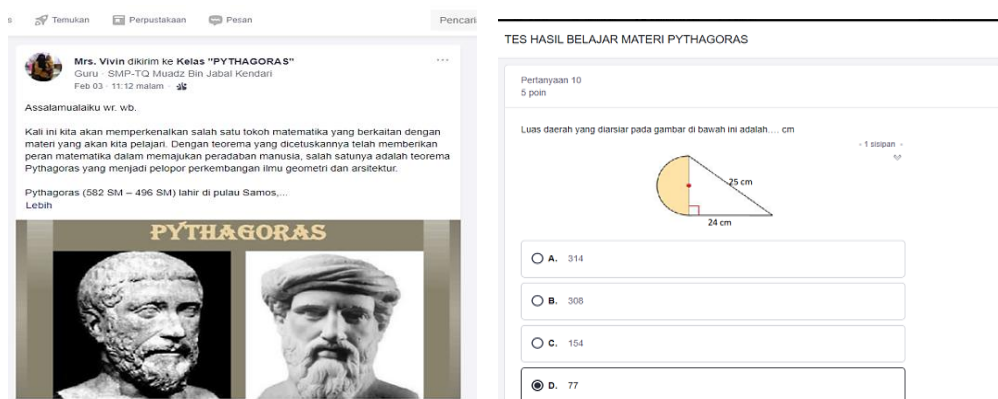 s Temukan Perpustakaan Pesan Pencari
Mrs. Vivin dikirim ke Kelas "PYTHAGORAS"
Guru · SMP-TQ Muadz Bin Jabal Kendari
Feb 03 · 11:12 malam ·
Assalamualaiku wr. wb.
Kali ini kita akan memperkenalkan salah satu tokoh matematika yang berkaitan dengan
materi yang akan kita pelajari. Dengan teorema yang dicetuskannya telah memberikan
peran matematika dalam memajukan peradaban manusia, salah satunya adalah teorema
Pythagoras yang menjadi pelopor perkembangan ilmu geometri dan arsitektur.
Pythagoras (582 SM – 496 SM) lahir di pulau Samos,...
Lebih
PYTHAGORAS
TES HASIL BELAJAR MATERI PYTHAGORAS
Pertanyaan 10
5 poin
Luas daerah yang diarsiar pada gambar di bawah ini adalah.... cm
- 1 sisipan -
25 cm
24 cm
A. 314
B. 308
C. 154
D. 77